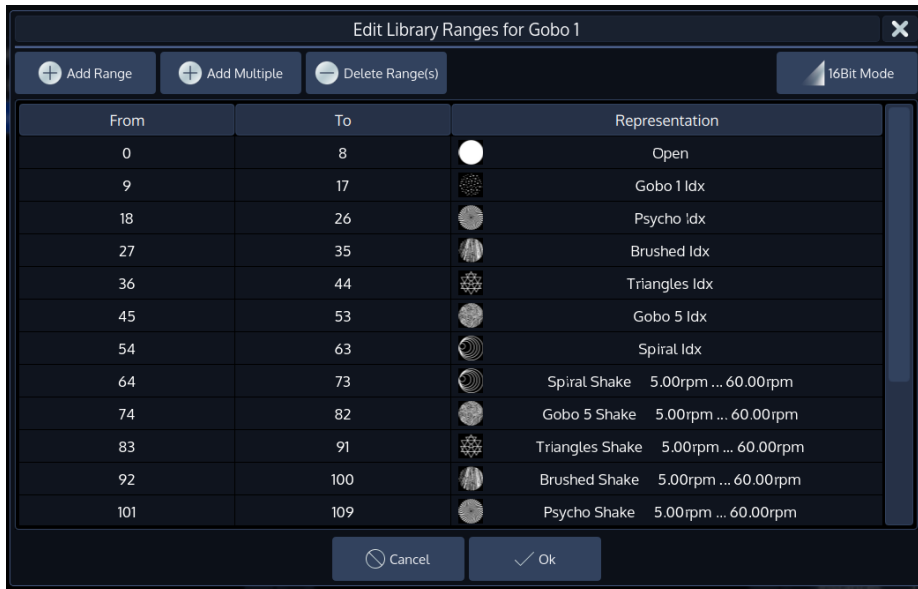 Edit Library Ranges for Gobo 1
Add Range Add Multiple Delete Range(s) 16Bit Mode
From To Representation
0 8 Open
9 17 Gobo 1 Idx
18 26 Psycho Idx
27 35 Brushed Idx
36 44 Triangles Idx
45 53 Gobo 5 Idx
54 63 Spiral Idx
64 73 Spiral Shake 5.00rpm ... 60.00rpm
74 82 Gobo 5 Shake 5.00rpm ... 60.00rpm
83 91 Triangles Shake 5.00rpm ... 60.00rpm
92 100 Brushed Shake 5.00rpm ... 60.00rpm
101 109 Psycho Shake 5.00rpm ... 60.00rpm
Cancel Ok